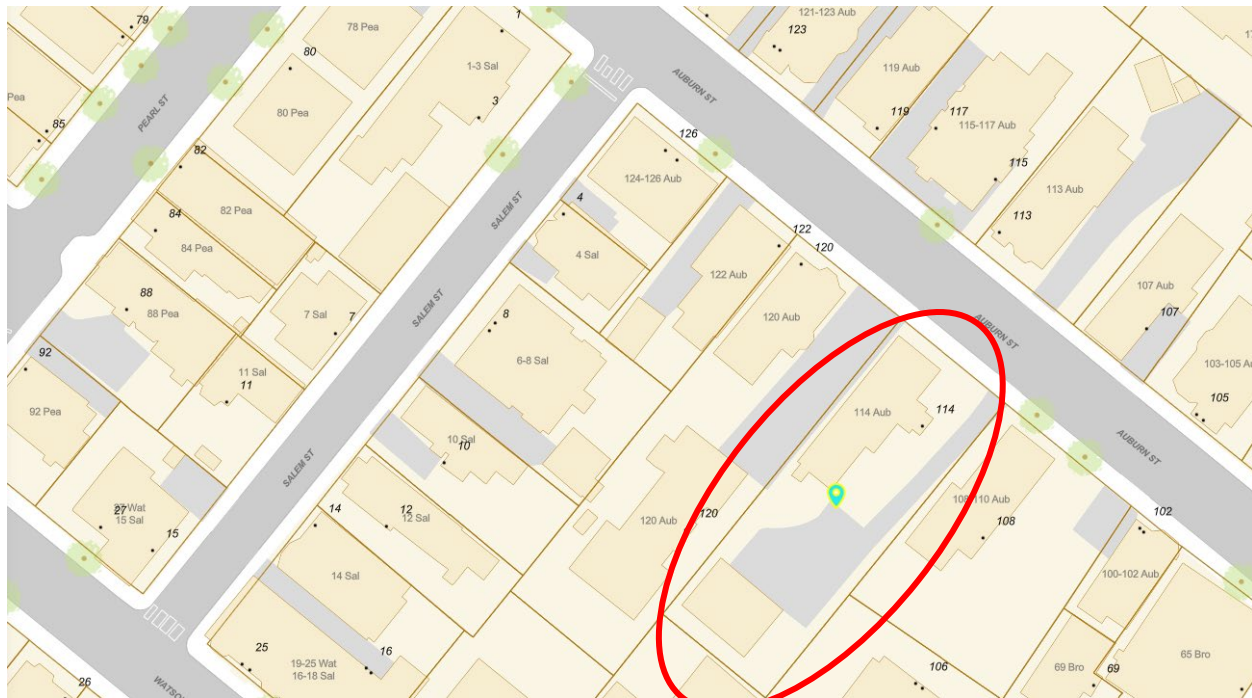 79
78 Pea
1
121-123 Aub
123
1-3 Sal
80
AUBURN ST
119 Aub
Pea
PEARL ST
80 Pea
3
119
117
115-117 Aub
85
126
82
124-126 Aub
115
113 Aub
4
82 Pea
SALEM ST
84
113
84 Pea
4 Sal
122
120
122 Aub
107 Aub
88
88 Pea
7 Sal
7
8
SALEM ST
120 Aub
AUBURN ST
107
92
6-8 Sal
103-105 Au
11 Sal
11
92 Pea
114 Aub
114
105
10 Sal
10
AUBURN ST
SALEM ST
108-110 Aub
27
15 Sal
12
12 Sal
14
120 Aub
120
102
15
108
14 Sal
100-102 Aub
25
16
19-25 Wat
16-18 Sal
106
69 Bro
69
65 Bro
26